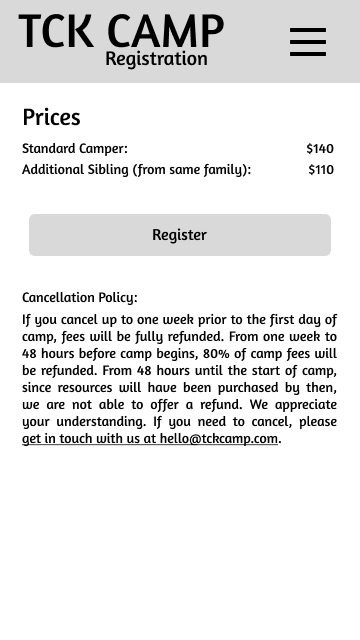 TCK CAMP
Registration
Prices
Standard Camper: $140
Additional Sibling (from same family): $110
Register
Cancellation Policy:
If you cancel up to one week prior to the first day of
camp, fees will be fully refunded. From one week to
48 hours before camp begins, 80% of camp fees will
be refunded. From 48 hours until the start of camp,
since resources will have been purchased by then,
we are not able to offer a refund. We appreciate
your understanding. If you need to cancel, please
get in touch with us at hello@tckcamp.com.